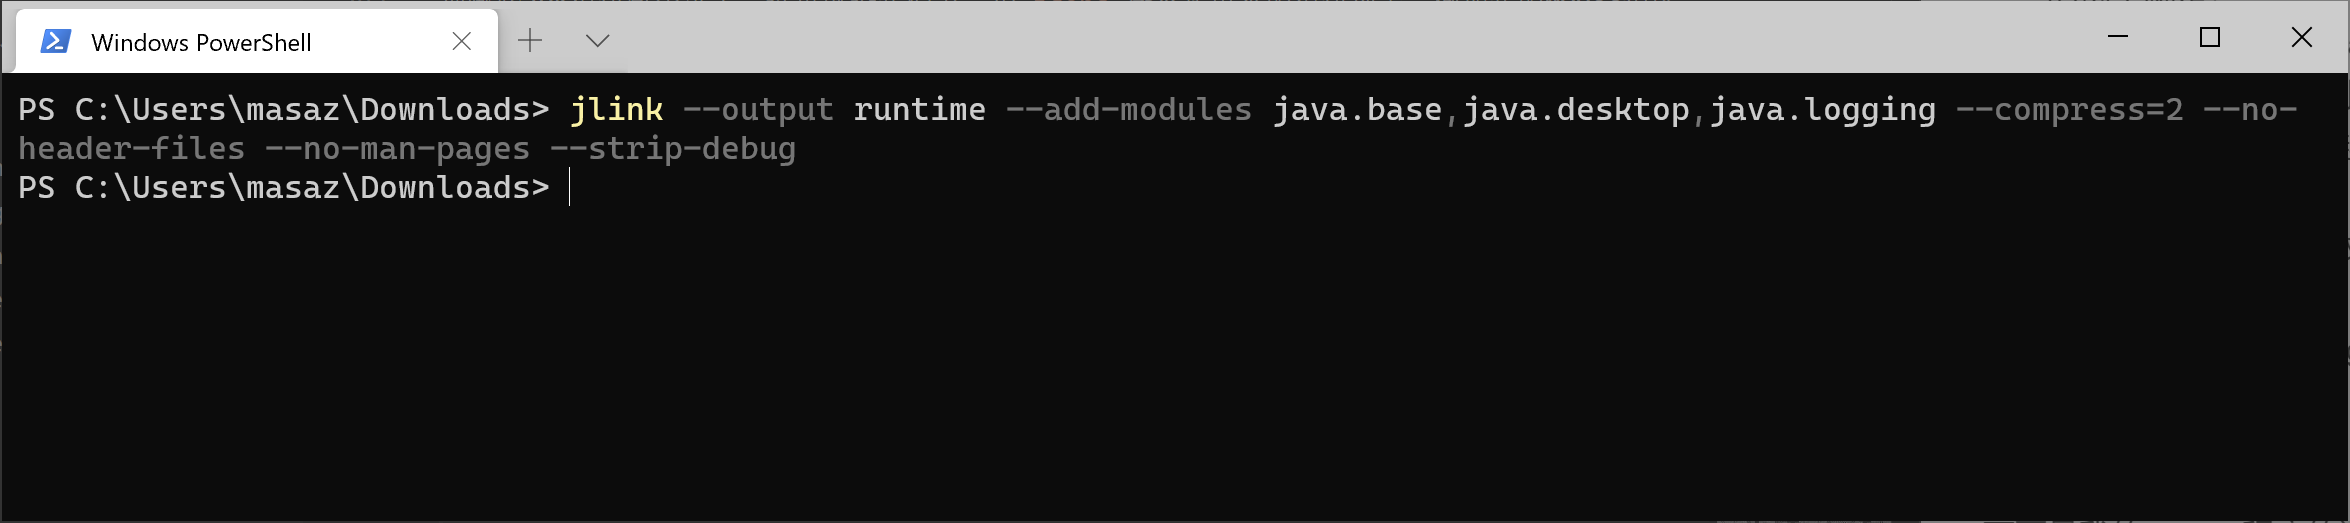 Windows PowerShell
PS C:\Users\masaz\Downloads> jlink --output runtime --add-modules java.base,java.desktop,java.logging --compress=2 --no-
header-files --no-man-pages --strip-debug
PS C:\Users\masaz\Downloads>